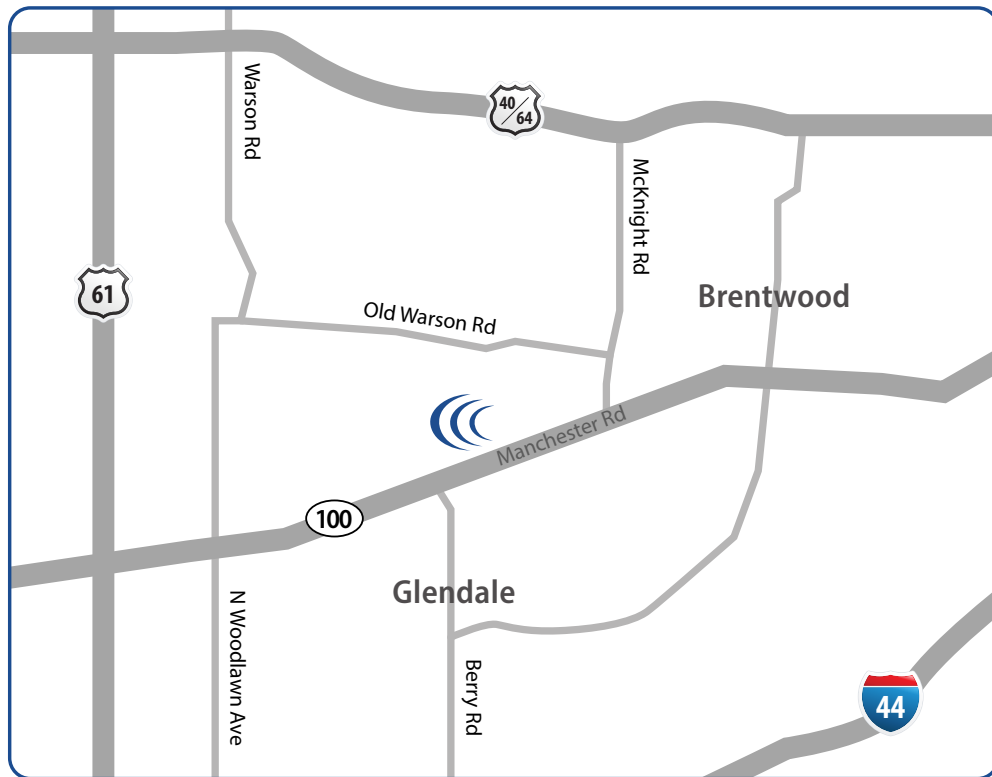 Warson Rd
40/64
McKnight Rd
61
Brentwood
Old Warson Rd
Manchester Rd
100
Glendale
N Woodlawn Ave
Berry Rd
44